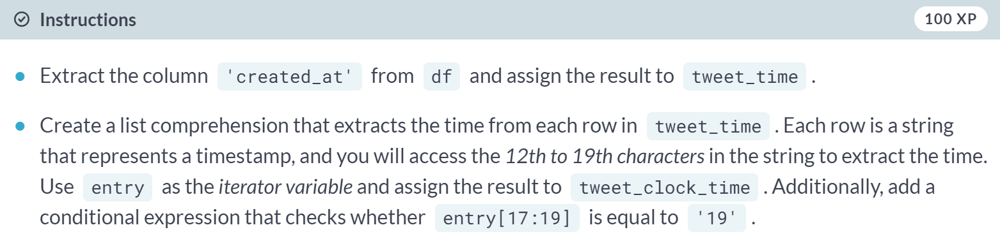 Instructions
100 XP
Extract the column 'created_at' from df and assign the result to tweet_time .
Create a list comprehension that extracts the time from each row in tweet_time . Each row is a string
that represents a timestamp, and you will access the 12th to 19th characters in the string to extract the time.
Use entry as the iterator variable and assign the result to tweet_clock_time . Additionally, add a
conditional expression that checks whether entry[17:19] is equal to '19' .